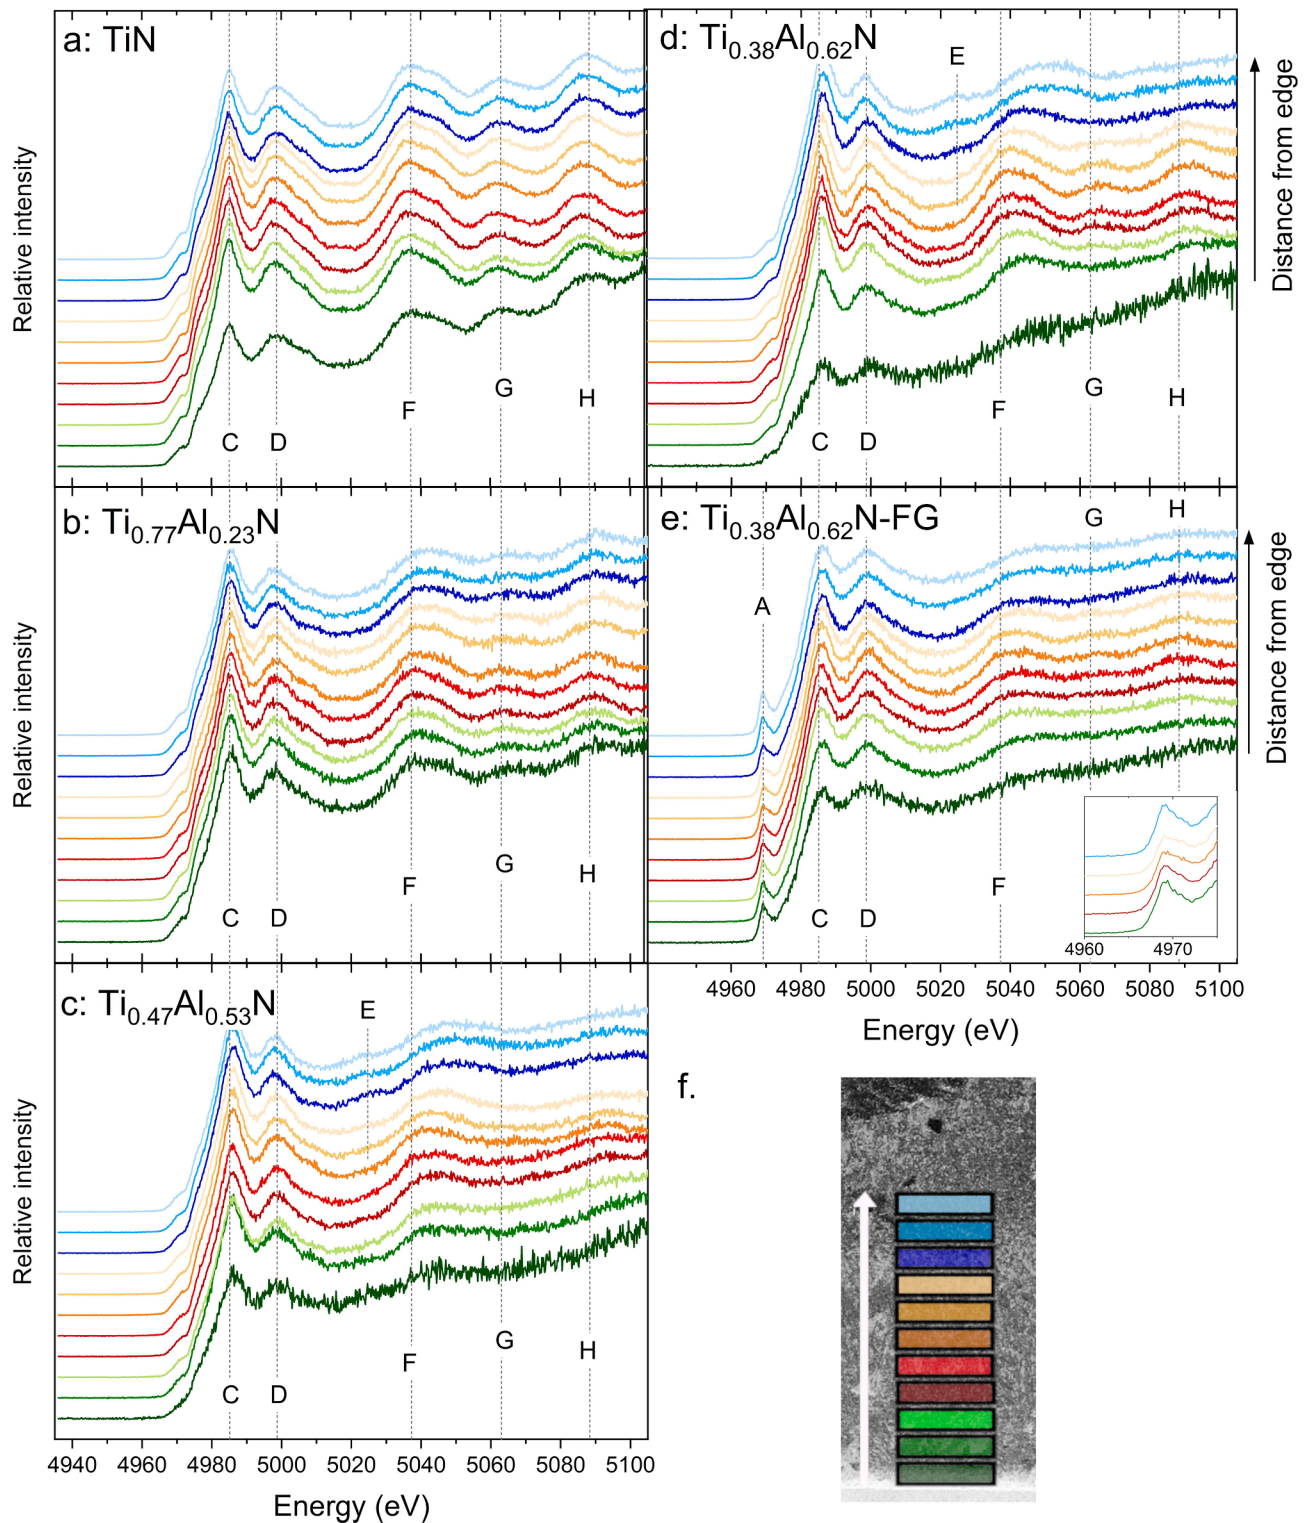 a: TiN
Relative intensity
C
D
F
G
H
b: Ti0.77Al0.23N
Relative intensity
C
D
F
G
H
c: Ti0.47Al0.53N
E
Relative intensity
C
D
F
G
H
4940 4960 4980 5000 5020 5040 5060 5080 5100
Energy (eV)
d: Ti0.38Al0.62N
E
Distance from edge
C
D
F
G
H
e: Ti0.38Al0.62N-FG
G
H
A
Distance from edge
C
D
F
4960 4970
4960 4980 5000 5020 5040 5060 5080 5100
Energy (eV)
f.